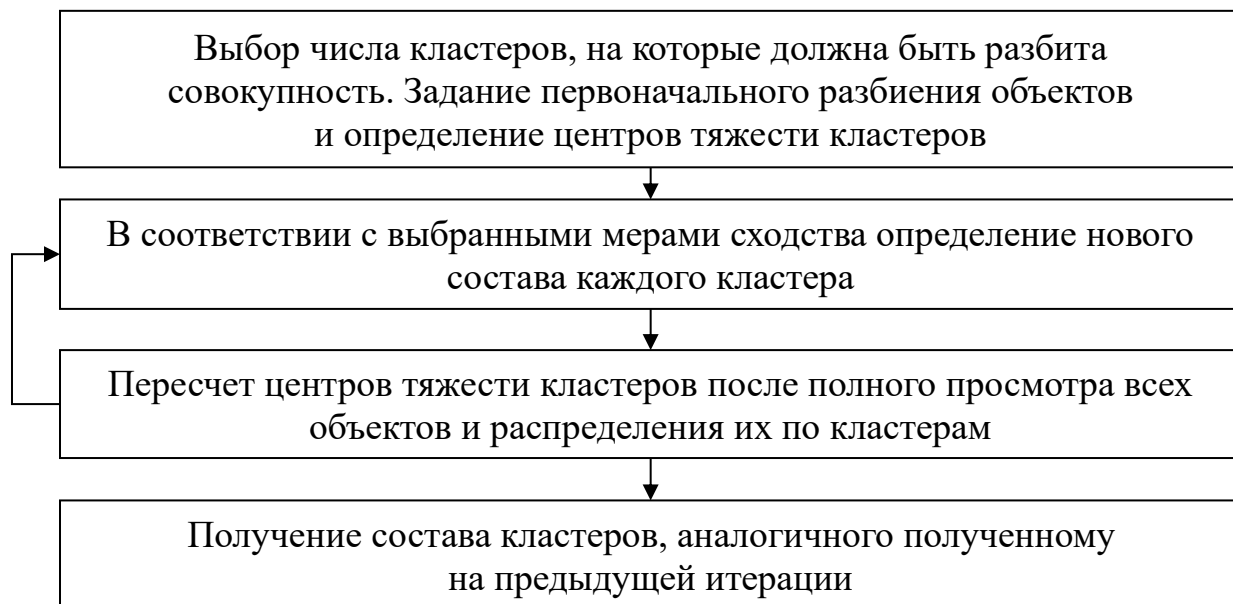 Выбор числа кластеров, на которые должна быть разбита
совокупность. Задание первоначального разбиения объектов
и определение центров тяжести кластеров
В соответствии с выбранными мерами сходства определение нового
состава каждого кластера
Пересчет центров тяжести кластеров после полного просмотра всех
объектов и распределения их по кластерам
Получение состава кластеров, аналогичного полученному
на предыдущей итерации